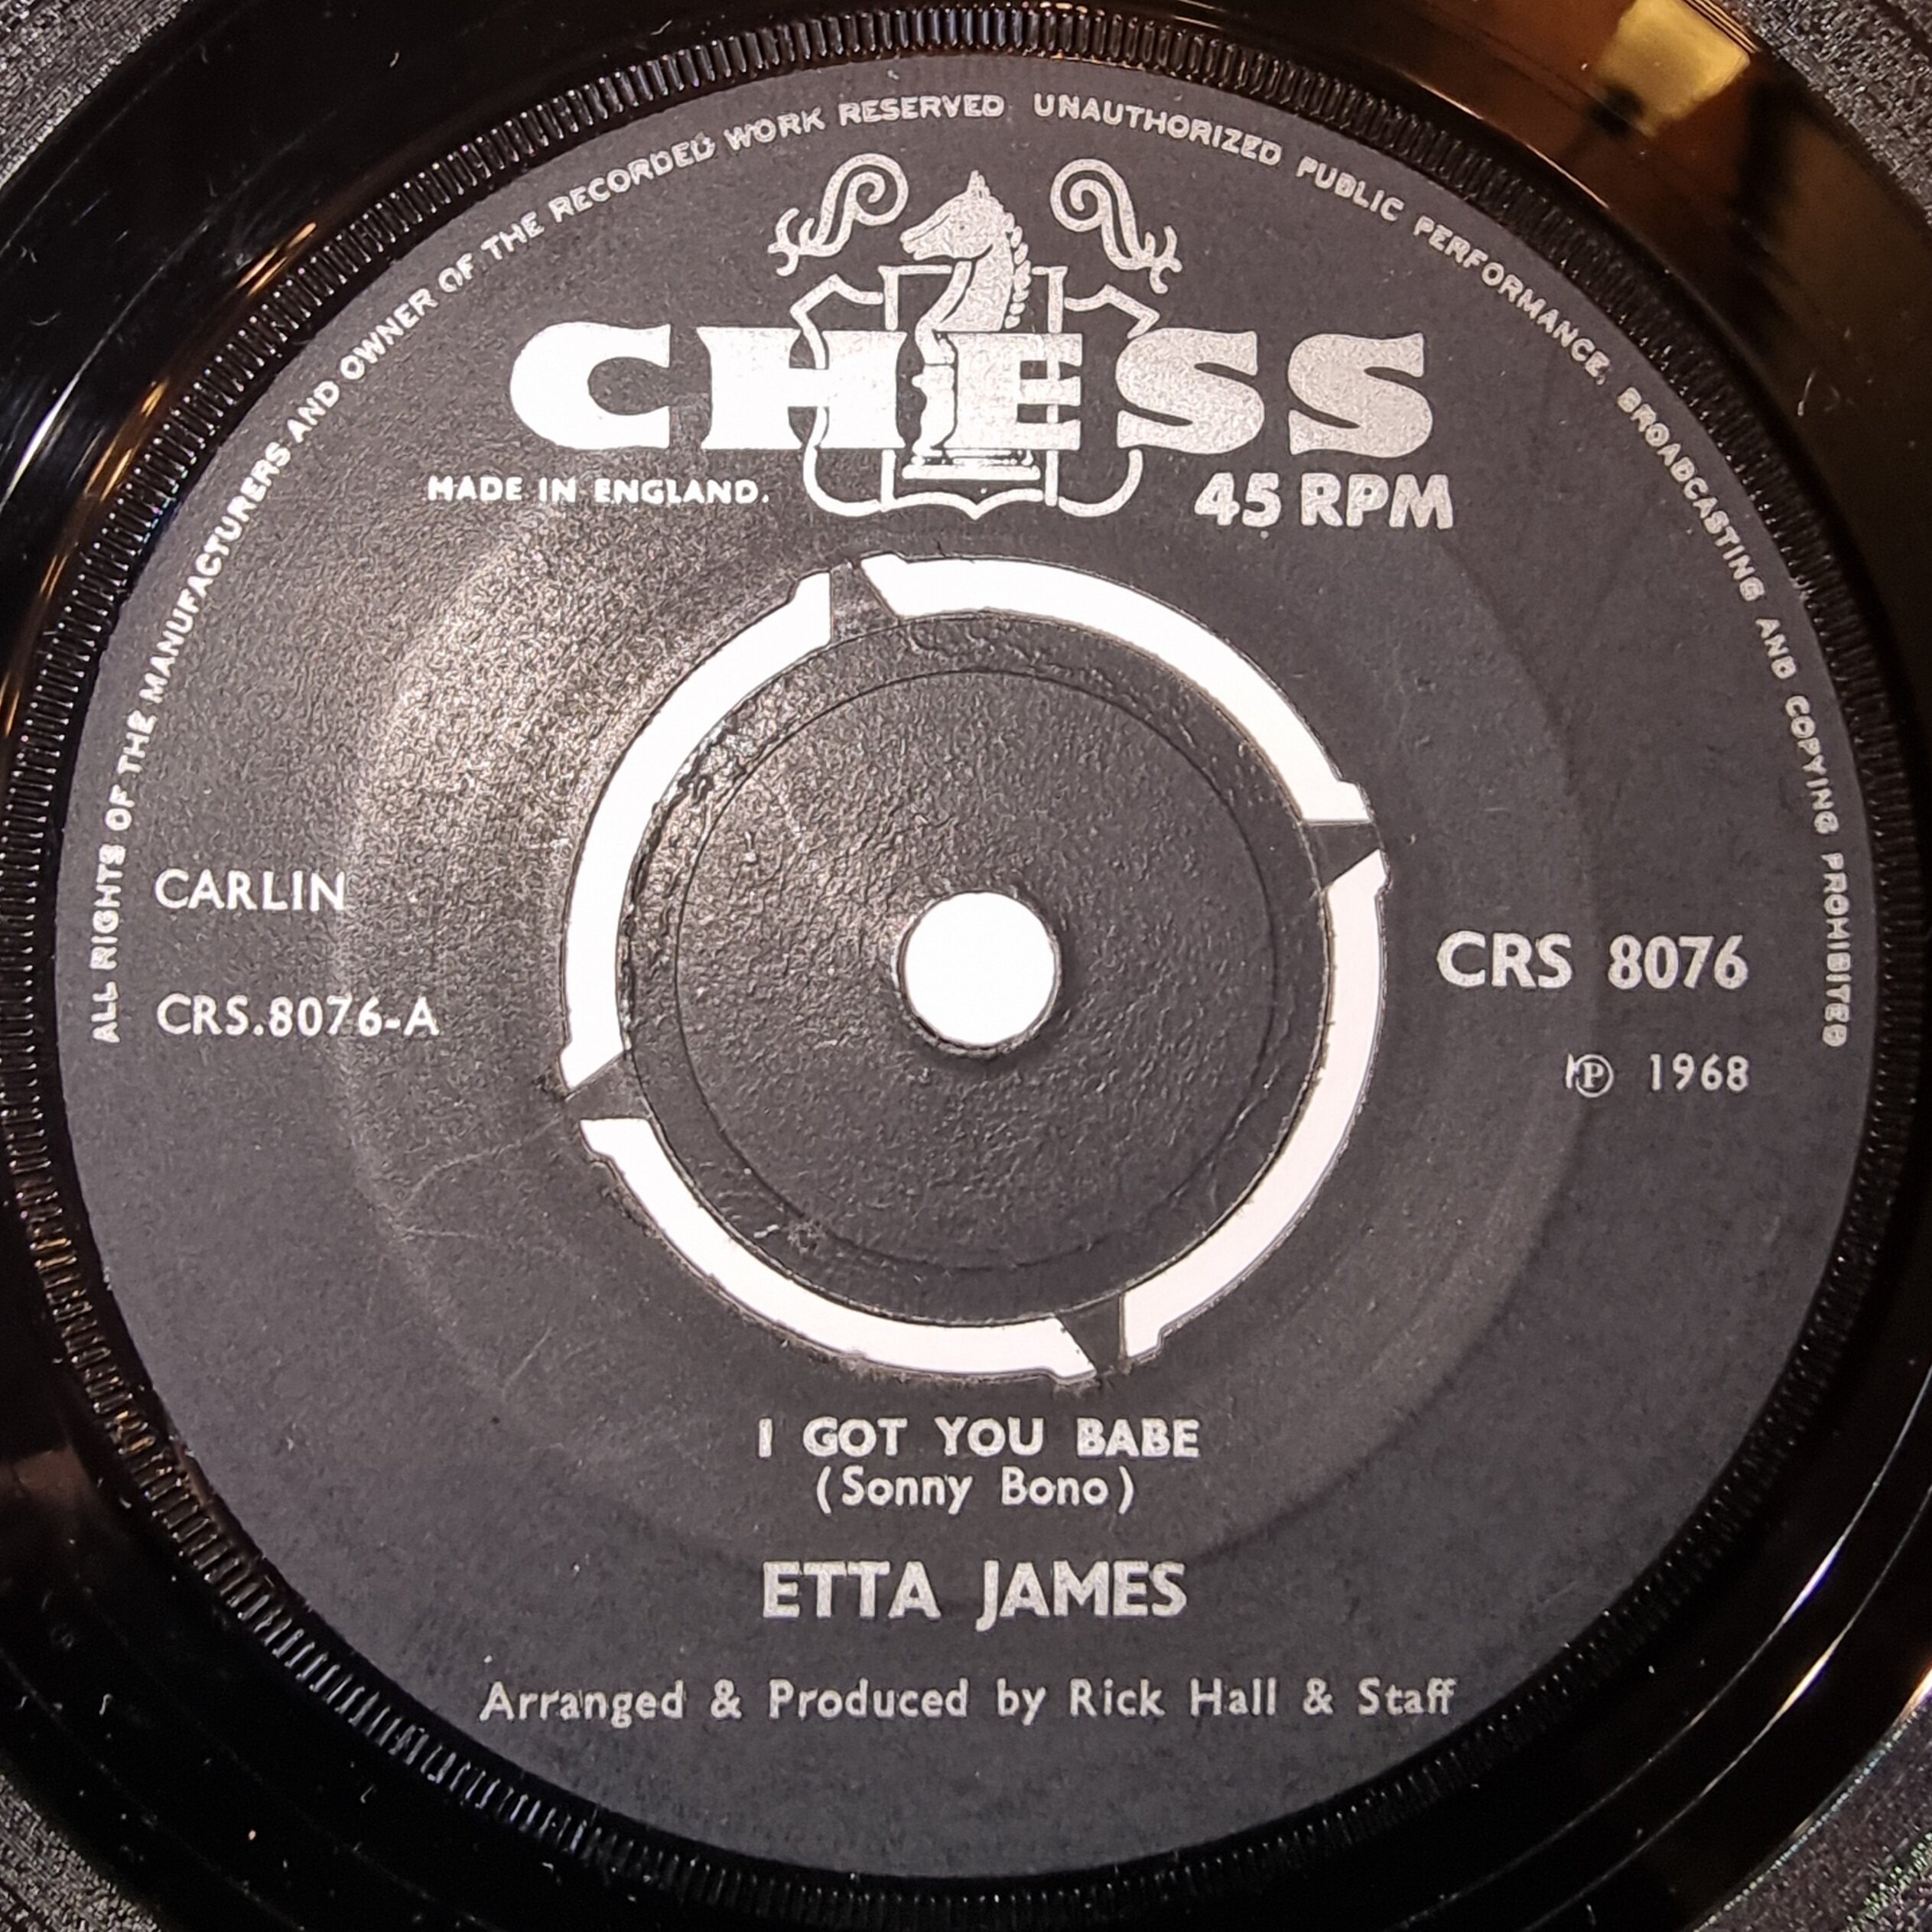 ALL RIGHTS OF THE MANUFACTURERS AND OWNER OF THE RECORDED WORK RESERVED UNAUTHORIZED PUBLIC PERFORMANCE, BROADCASTING AND COPYING PROHIBITED
CHESS
MADE IN ENGLAND.
45 RPM
CARLIN
CRS.8076-A
CRS 8076
℗ 1968
I GOT YOU BABE
(Sonny Bono)
ETTA JAMES
Arranged & Produced by Rick Hall & Staff